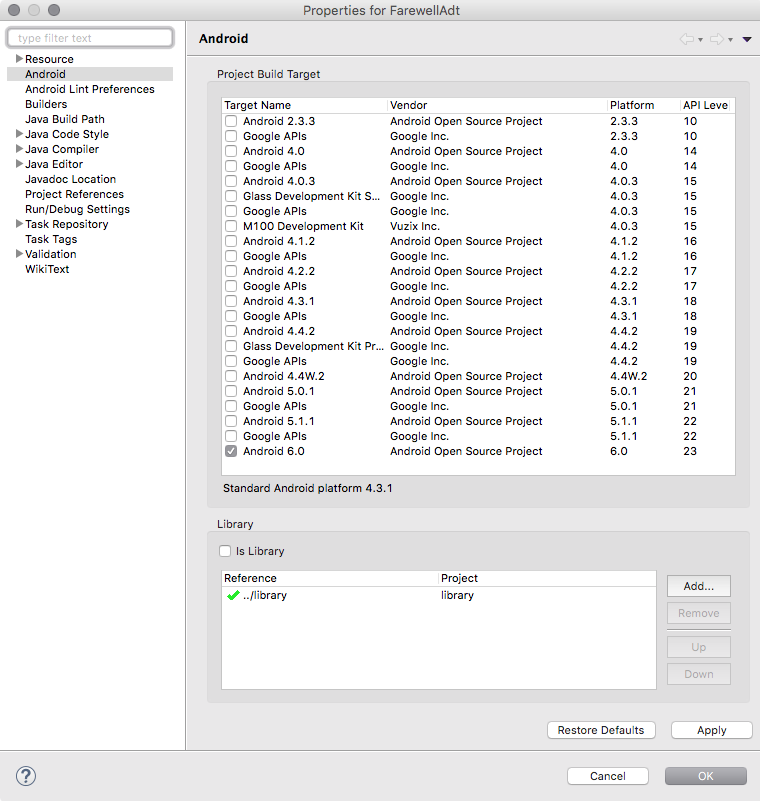 Properties for FarewellAdt
type filter text
Resource
Android
Android Lint Preferences
Builders
Java Build Path
Java Code Style
Java Compiler
Java Editor
Javadoc Location
Project References
Run/Debug Settings
Task Repository
Task Tags
Validation
WikiText
Android
Project Build Target
Target Name Vendor Platform API Leve
Android 2.3.3 Android Open Source Project 2.3.3 10
Google APIs Google Inc. 2.3.3 10
Android 4.0 Android Open Source Project 4.0 14
Google APIs Google Inc. 4.0 14
Android 4.0.3 Android Open Source Project 4.0.3 15
Glass Development Kit S... Google Inc. 4.0.3 15
Google APIs Google Inc. 4.0.3 15
M100 Development Kit Vuzix Inc. 4.0.3 15
Android 4.1.2 Android Open Source Project 4.1.2 16
Google APIs Google Inc. 4.1.2 16
Android 4.2.2 Android Open Source Project 4.2.2 17
Google APIs Google Inc. 4.2.2 17
Android 4.3.1 Android Open Source Project 4.3.1 18
Google APIs Google Inc. 4.3.1 18
Android 4.4.2 Android Open Source Project 4.4.2 19
Glass Development Kit Pr... Google Inc. 4.4.2 19
Google APIs Google Inc. 4.4.2 19
Android 4.4W.2 Android Open Source Project 4.4W.2 20
Android 5.0.1 Android Open Source Project 5.0.1 21
Google APIs Google Inc. 5.0.1 21
Android 5.1.1 Android Open Source Project 5.1.1 22
Google APIs Google Inc. 5.1.1 22
Android 6.0 Android Open Source Project 6.0 23
Standard Android platform 4.3.1
Library
Is Library
Reference Project
../library library
Add...
Remove
Up
Down
Restore Defaults Apply
? Cancel OK